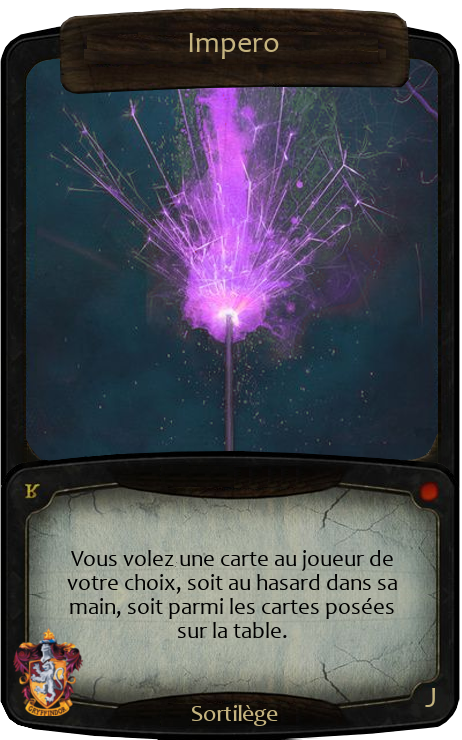 Impero
Vous volez une carte au joueur de
votre choix, soit au hasard dans sa
main, soit parmi les cartes posées
sur la table.
GRYFFINDOR
J
Sortilège